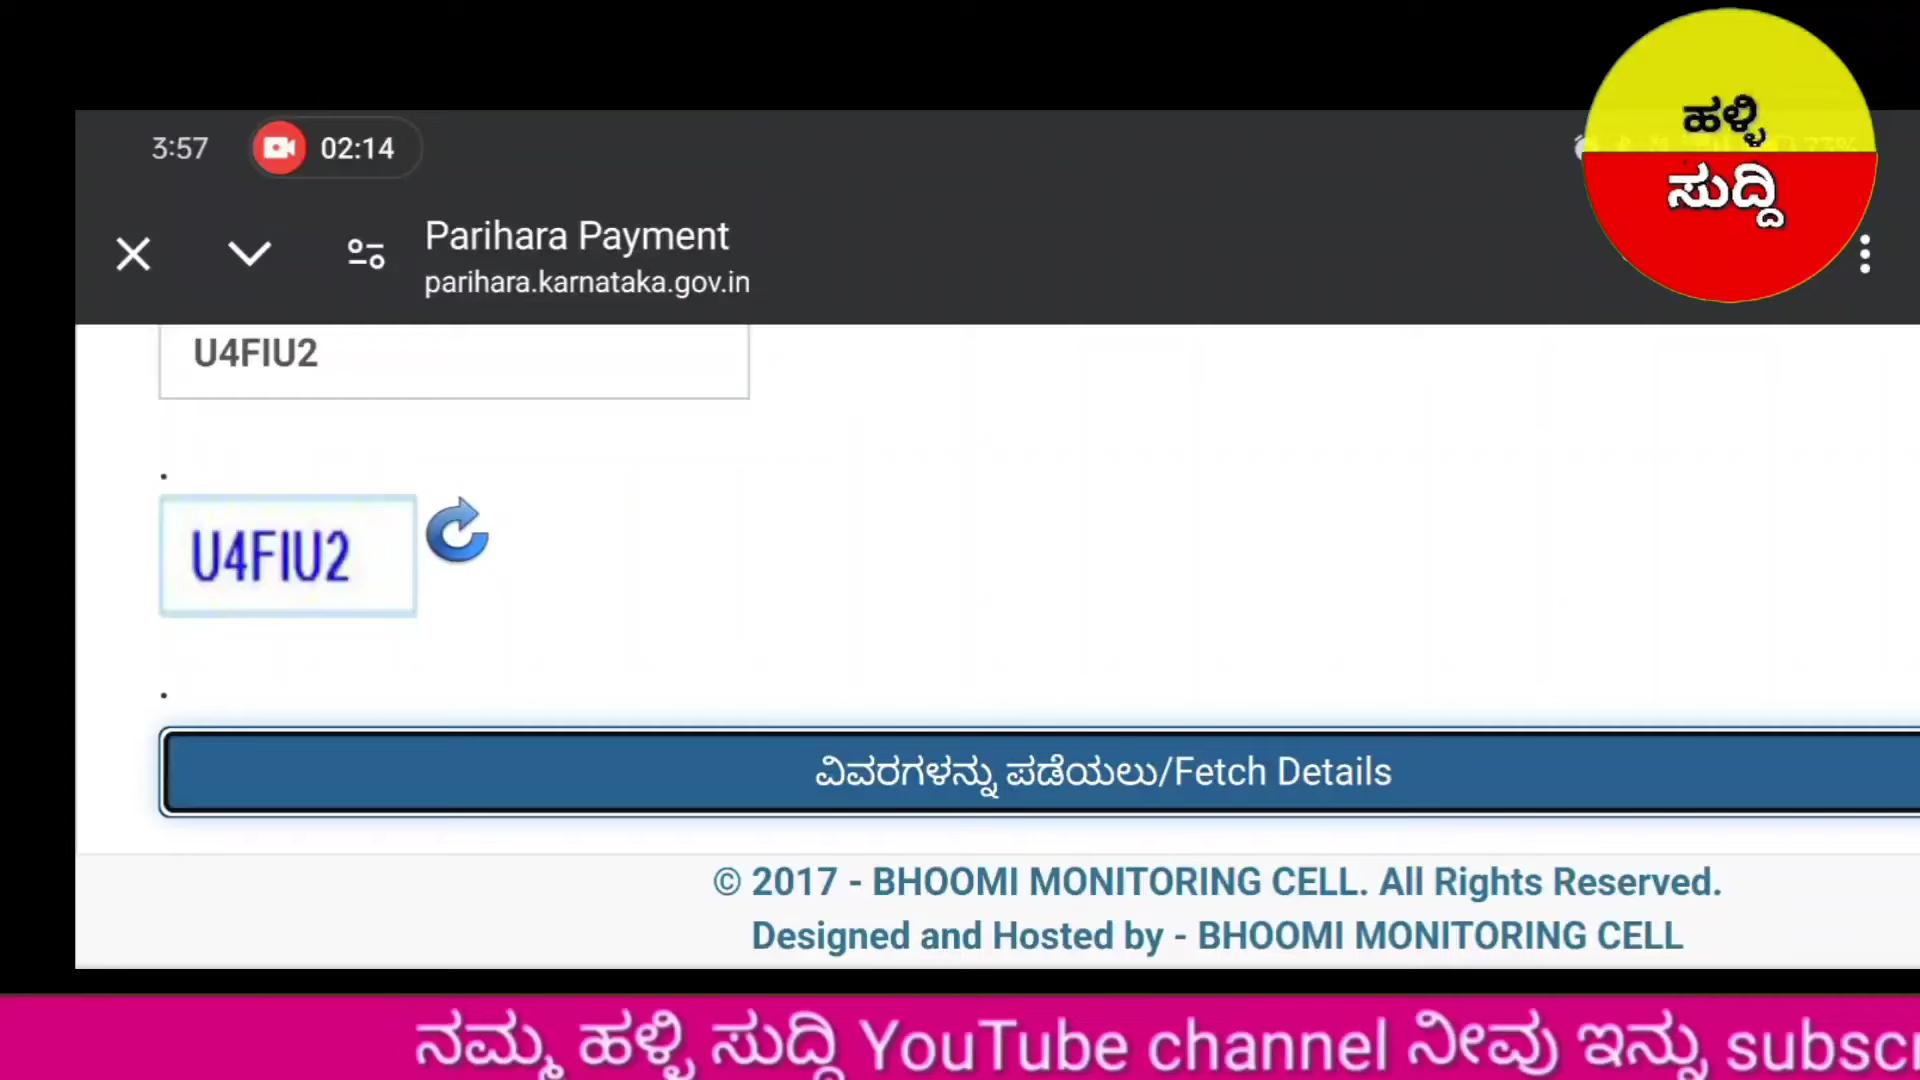 3:57
02:14
ಹಳ್ಳಿ
ಸುದ್ದಿ
Parihara Payment
parihara.karnataka.gov.in
U4FIU2
.
U4FIU2
.
ವಿವರಗಳನ್ನು ಪಡೆಯಲು/Fetch Details
© 2017 - BHOOMI MONITORING CELL. All Rights Reserved.
Designed and Hosted by - BHOOMI MONITORING CELL
ನಮ್ಮ ಹಳ್ಳಿ ಸುದ್ದಿ YouTube channel ನೀವು ಇನ್ನು subscr